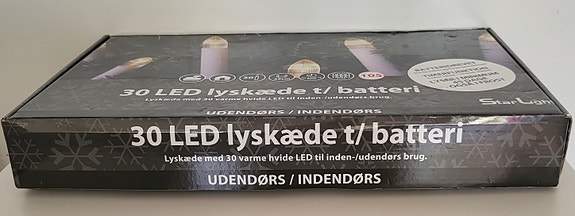 30 LED lyskæde t/ batteri
Lyskæde med 30 varme hvide LED til inden-/udendørs brug.
UDENDØRS / INDENDØRS
StarLight
30 LED lyskæde t/ batteri
Lyskæde med 30 varme hvide LED til inden-/udendørs brug.
UDENDØRS / INDENDØRS